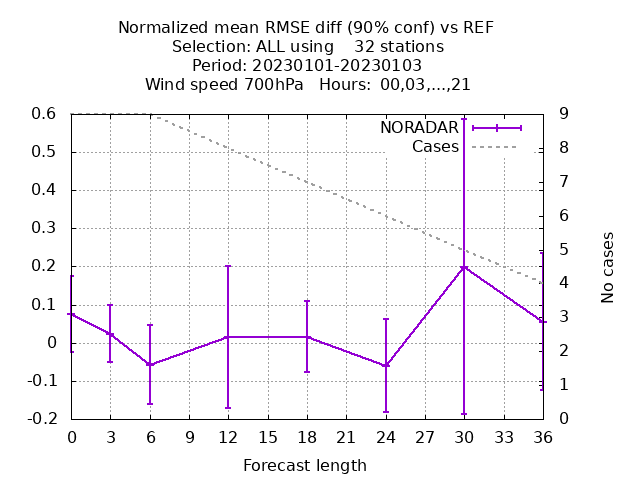 Normalized mean RMSE diff (90% conf) vs REF
Selection: ALL using    32 stations
Period: 20230101-20230103
Wind speed 700hPa   Hours:  00,03,...,21
NORADAR
Cases
0.6
0.5
0.4
0.3
0.2
0.1
0
-0.1
-0.2
9
8
7
6
5
4
3
2
1
0
No cases
0 3 6 9 12 15 18 21 24 27 30 33 36
Forecast length